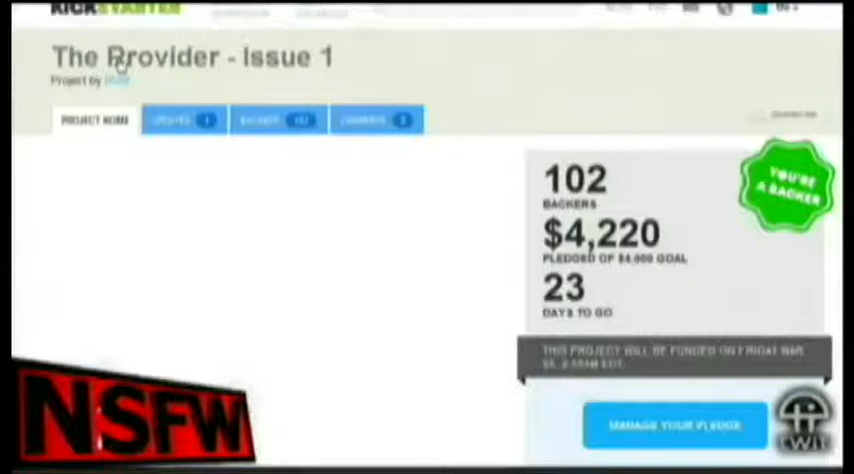 KICKSTARTER
The Provider - Issue 1
Project by
PROJECT HOME
UPDATES
BACKERS 102
COMMENTS
YOU'RE
A BACKER
102
BACKERS
$4,220
PLEDGED OF $4,000 GOAL
23
DAYS TO GO
THIS PROJECT WILL BE FUNDED ON FRIDAY MAR
EDT.
MANAGE YOUR PLEDGE
NSFW
TWiT